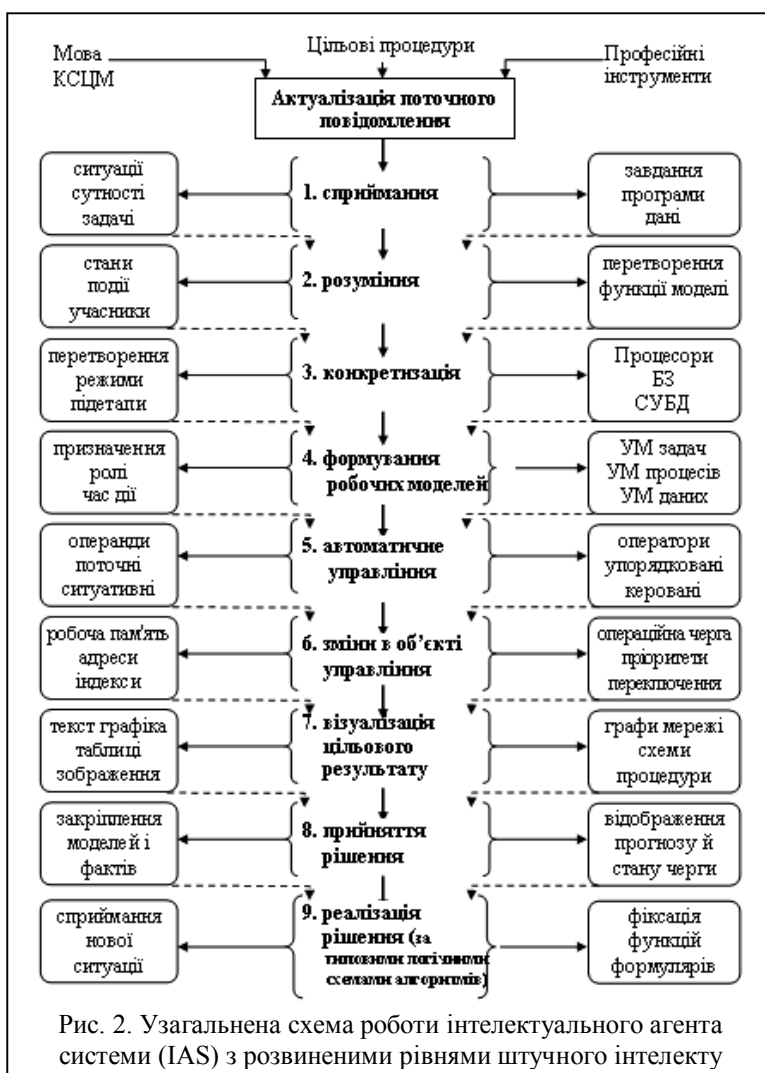 Мова
КСЦМ
Цільові процедури
Професійні
інструменти
Актуалізація поточного
повідомлення
ситуації
сутності
задачі
1. сприймання
завдання
програми
дані
стани
події
учасники
2. розуміння
перетворення
функції моделі
перетворення
режими
підетапи
3. конкретизація
Процесори
БЗ
СУБД
призначення
ролі
час дії
4. формування
робочих моделей
УМ задач
УМ процесів
УМ даних
операнди
поточні
ситуативні
5. автоматичне
управління
оператори
упорядковані
керовані
робоча пам'ять
адреси
індекси
6. зміни в об’єкті
управління
операційна черга
пріоритети
переключення
текст графіка
таблиці
зображення
7. візуалізація
цільового
результату
графи мережі
схеми
процедури
закріплення
моделей і
фактів
8. прийняття
рішення
відображення
прогнозу й
стану черги
сприймання
нової
ситуації
9. реалізація
рішення (за
типовими логічними
схемами алгоритмів)
фіксація
функцій
формулярів
Рис. 2. Узагальнена схема роботи інтелектуального агента
системи (IAS) з розвиненими рівнями штучного інтелекту